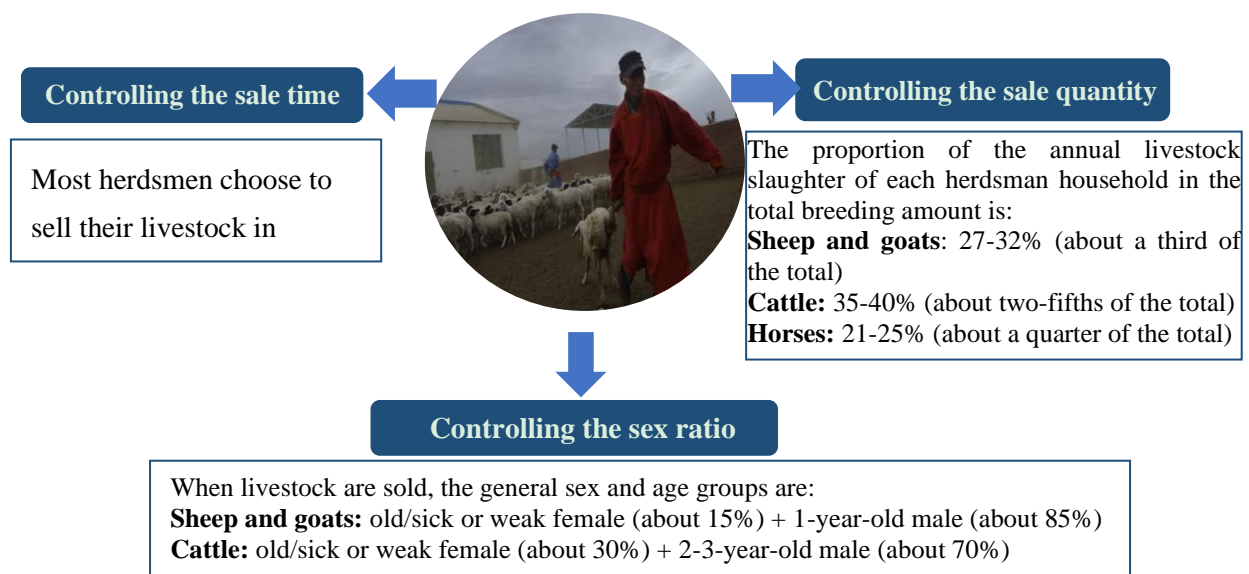 Controlling the sale time
Most herdsmen choose to
sell their livestock in
Controlling the sale quantity
The proportion of the annual livestock
slaughter of each herdsman household in the
total breeding amount is:
Sheep and goats: 27-32% (about a third of
the total)
Cattle: 35-40% (about two-fifths of the total)
Horses: 21-25% (about a quarter of the total)
Controlling the sex ratio
When livestock are sold, the general sex and age groups are:
Sheep and goats: old/sick or weak female (about 15%) + 1-year-old male (about 85%)
Cattle: old/sick or weak female (about 30%) + 2-3-year-old male (about 70%)